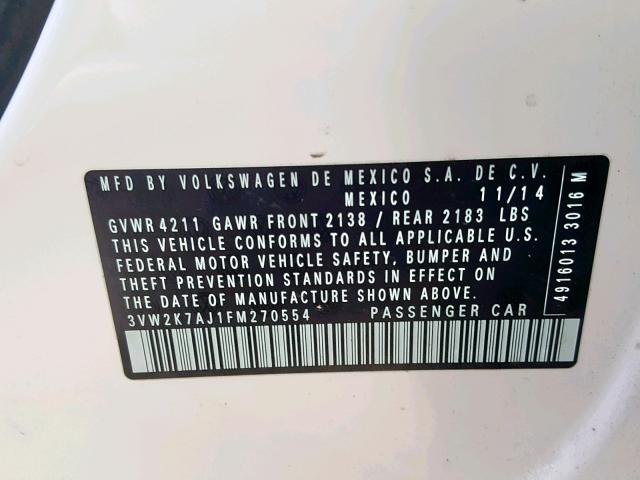 MFD BY VOLKSWAGEN DE MEXICO S.A. DE C.V.
MEXICO 11/14
GVWR 4211 GAWR FRONT 2138 / REAR 2183 LBS
THIS VEHICLE CONFORMS TO ALL APPLICABLE U.S.
FEDERAL MOTOR VEHICLE SAFETY, BUMPER AND
THEFT PREVENTION STANDARDS IN EFFECT ON
THE DATE OF MANUFACTURE SHOWN ABOVE.
3VW2K7AJ1FM270554 PASSENGER CAR
4916013 3016 M